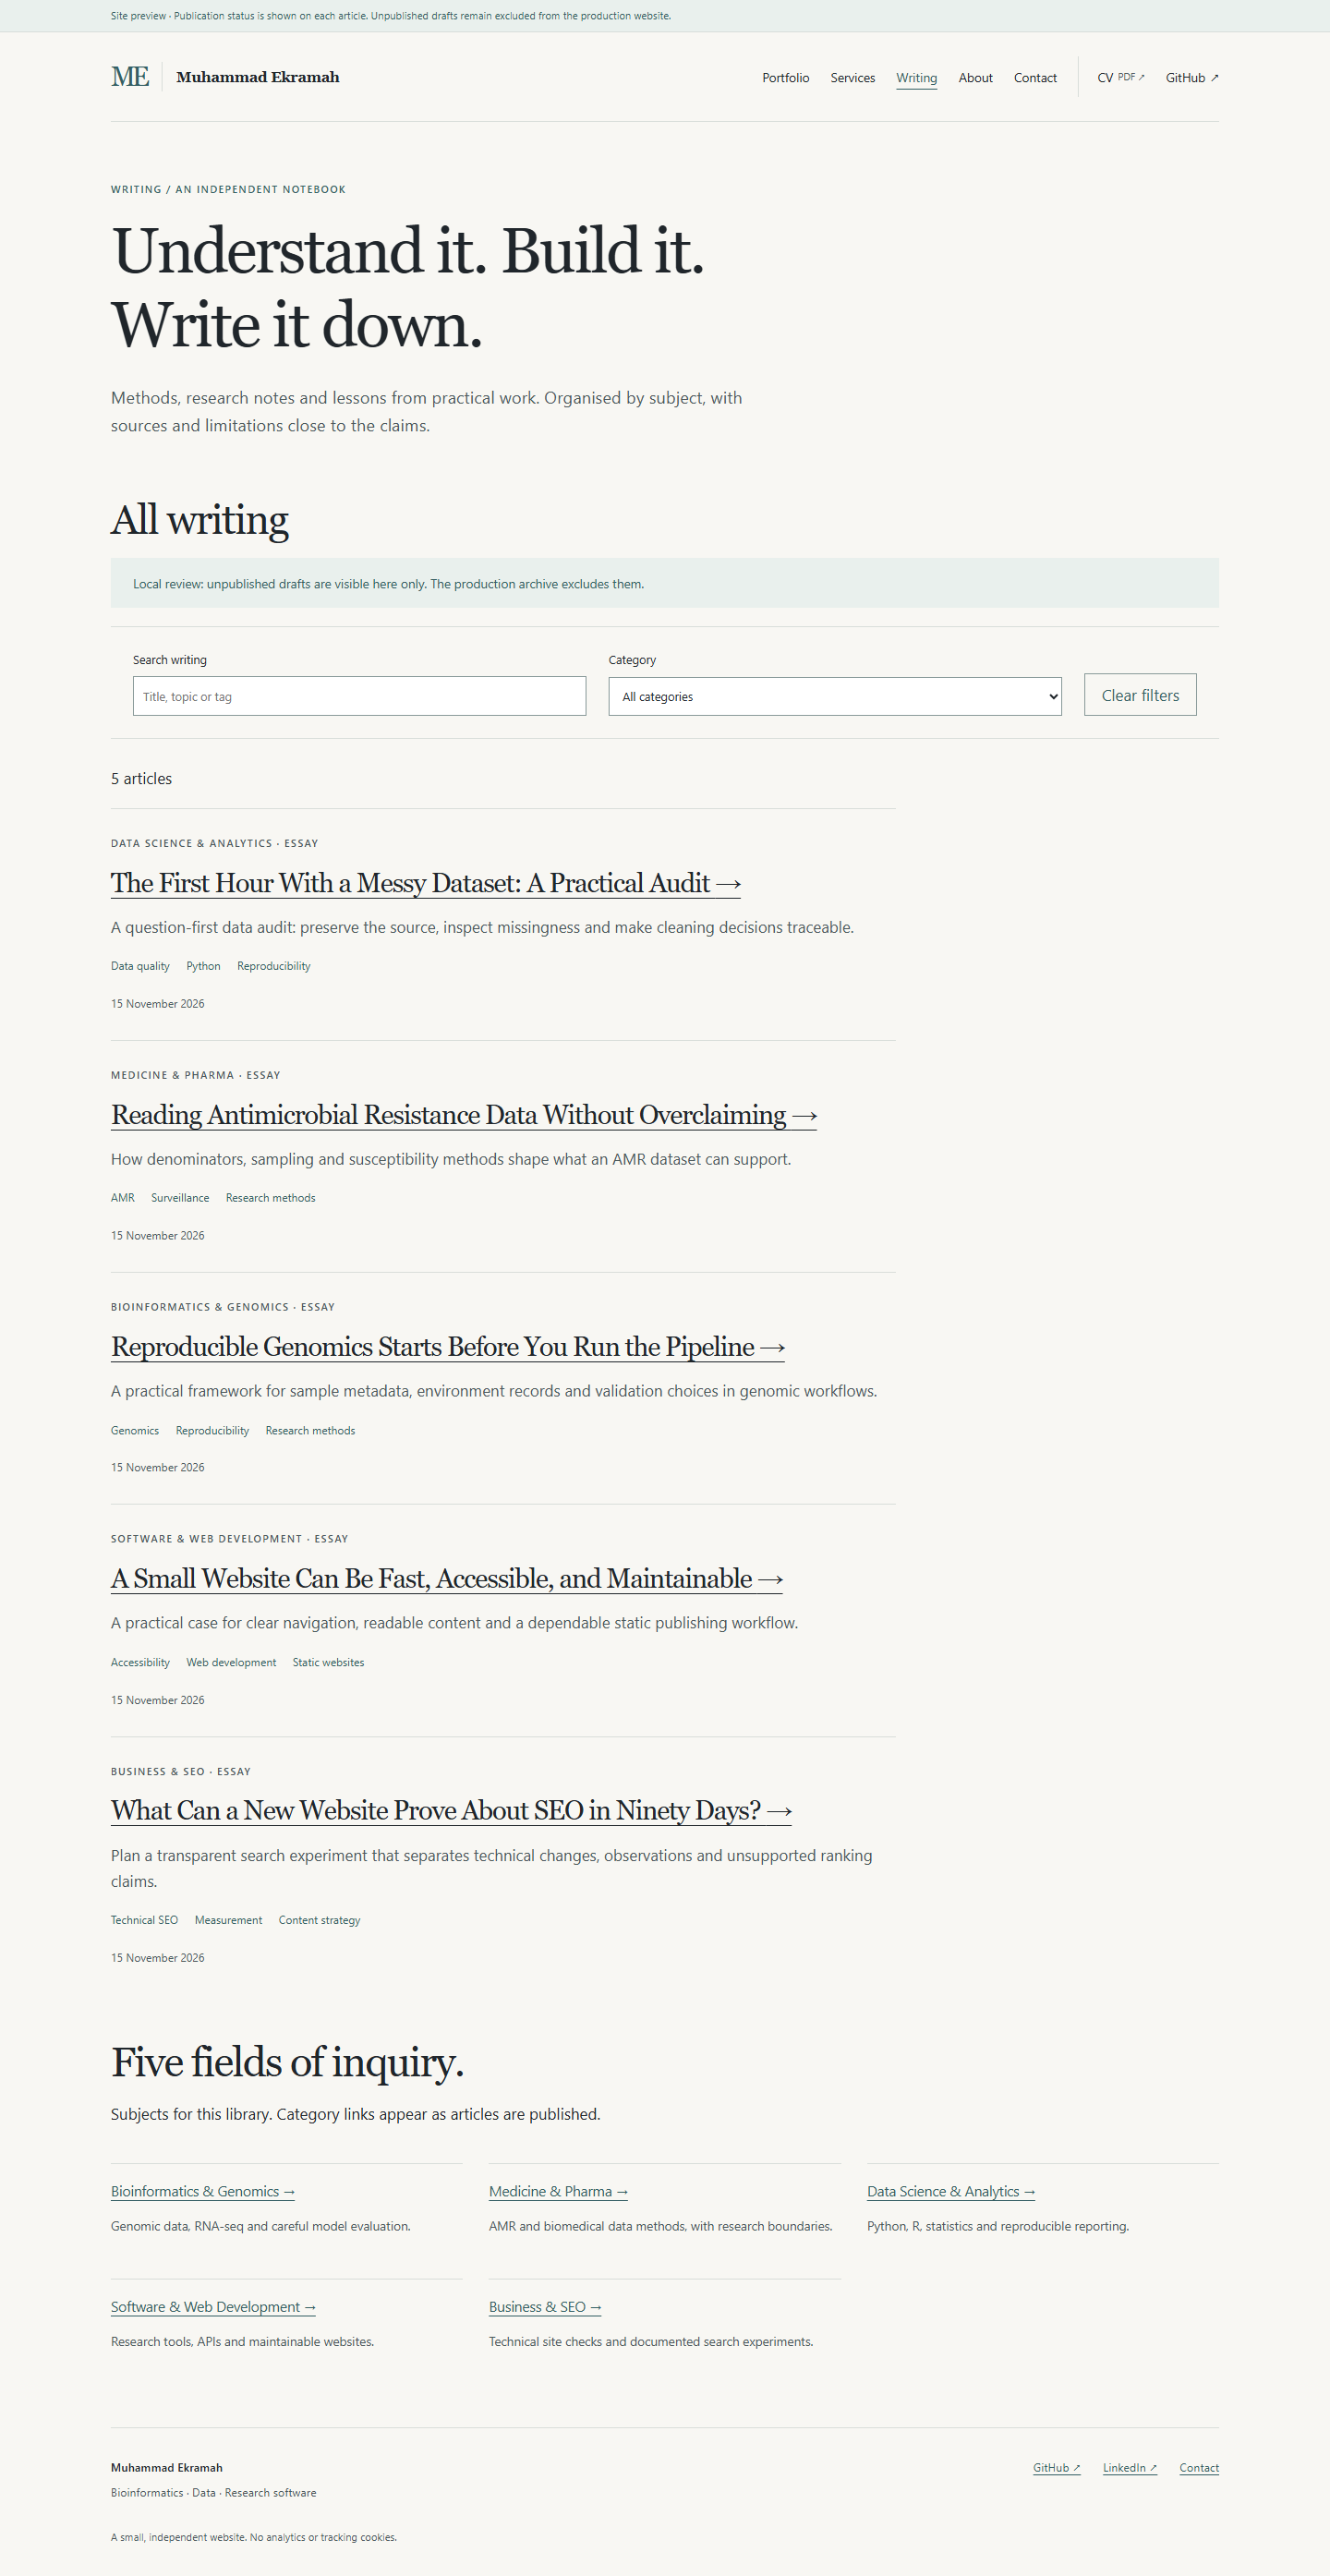 Site preview · Publication status is shown on each article. Unpublished drafts remain excluded from the production website.
ME
Muhammad Ekramah
Portfolio Services Writing About Contact CV PDF ↗ GitHub ↗
WRITING / AN INDEPENDENT NOTEBOOK
Understand it. Build it.
Write it down.
Methods, research notes and lessons from practical work. Organised by subject, with
sources and limitations close to the claims.
All writing
Local review: unpublished drafts are visible here only. The production archive excludes them.
Search writing
Title, topic or tag
Category
All categories
Clear filters
5 articles
DATA SCIENCE & ANALYTICS · ESSAY
The First Hour With a Messy Dataset: A Practical Audit →
A question-first data audit: preserve the source, inspect missingness and make cleaning decisions traceable.
Data quality Python Reproducibility
15 November 2026
MEDICINE & PHARMA · ESSAY
Reading Antimicrobial Resistance Data Without Overclaiming →
How denominators, sampling and susceptibility methods shape what an AMR dataset can support.
AMR Surveillance Research methods
15 November 2026
BIOINFORMATICS & GENOMICS · ESSAY
Reproducible Genomics Starts Before You Run the Pipeline →
A practical framework for sample metadata, environment records and validation choices in genomic workflows.
Genomics Reproducibility Research methods
15 November 2026
SOFTWARE & WEB DEVELOPMENT · ESSAY
A Small Website Can Be Fast, Accessible, and Maintainable →
A practical case for clear navigation, readable content and a dependable static publishing workflow.
Accessibility Web development Static websites
15 November 2026
BUSINESS & SEO · ESSAY
What Can a New Website Prove About SEO in Ninety Days? →
Plan a transparent search experiment that separates technical changes, observations and unsupported ranking
claims.
Technical SEO Measurement Content strategy
15 November 2026
Five fields of inquiry.
Subjects for this library. Category links appear as articles are published.
Bioinformatics & Genomics →
Genomic data, RNA-seq and careful model evaluation.
Medicine & Pharma →
AMR and biomedical data methods, with research boundaries.
Data Science & Analytics →
Python, R, statistics and reproducible reporting.
Software & Web Development →
Research tools, APIs and maintainable websites.
Business & SEO →
Technical site checks and documented search experiments.
Muhammad Ekramah
Bioinformatics · Data · Research software
GitHub ↗ LinkedIn ↗ Contact
A small, independent website. No analytics or tracking cookies.